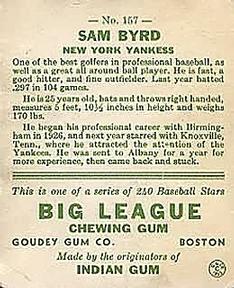 — No. 157 —
SAM BYRD
NEW YORK YANKESS
One of the best golfers in professional baseball, as
well as a great all around ball player. He is fast, a
good hitter, and fine outfielder. Last year batted
.297 in 104 games.
He is 25 years old, bats and throws right handed,
measures 5 feet, 10½ inches in height and weighs
170 lbs.
He began his professional career with Birming-
ham in 1926, and next year starred with Knoxville,
Tenn., where he attracted the attention of the
Yankees. He was sent to Albany for a year for
more experience, then came back and stuck.
This is one of a series of 240 Baseball Stars
BIG LEAGUE
CHEWING GUM
GOUDEY GUM CO. BOSTON
Made by the originators of
INDIAN GUM